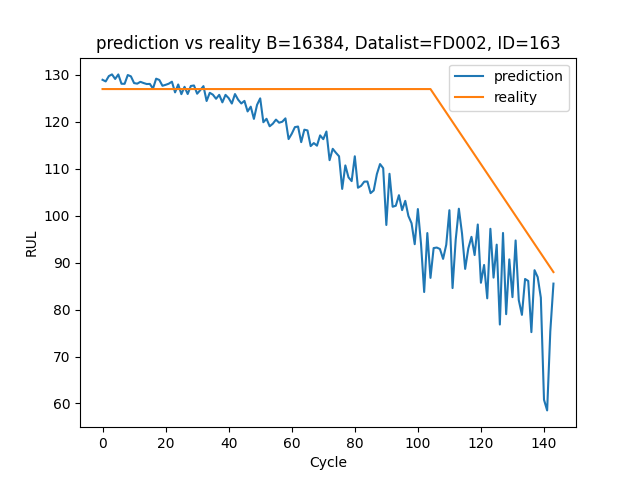 prediction vs reality B=16384, Datalist=FD002, ID=163
prediction
reality
130
120
110
100
90
80
70
60
RUL
0 20 40 60 80 100 120 140
Cycle